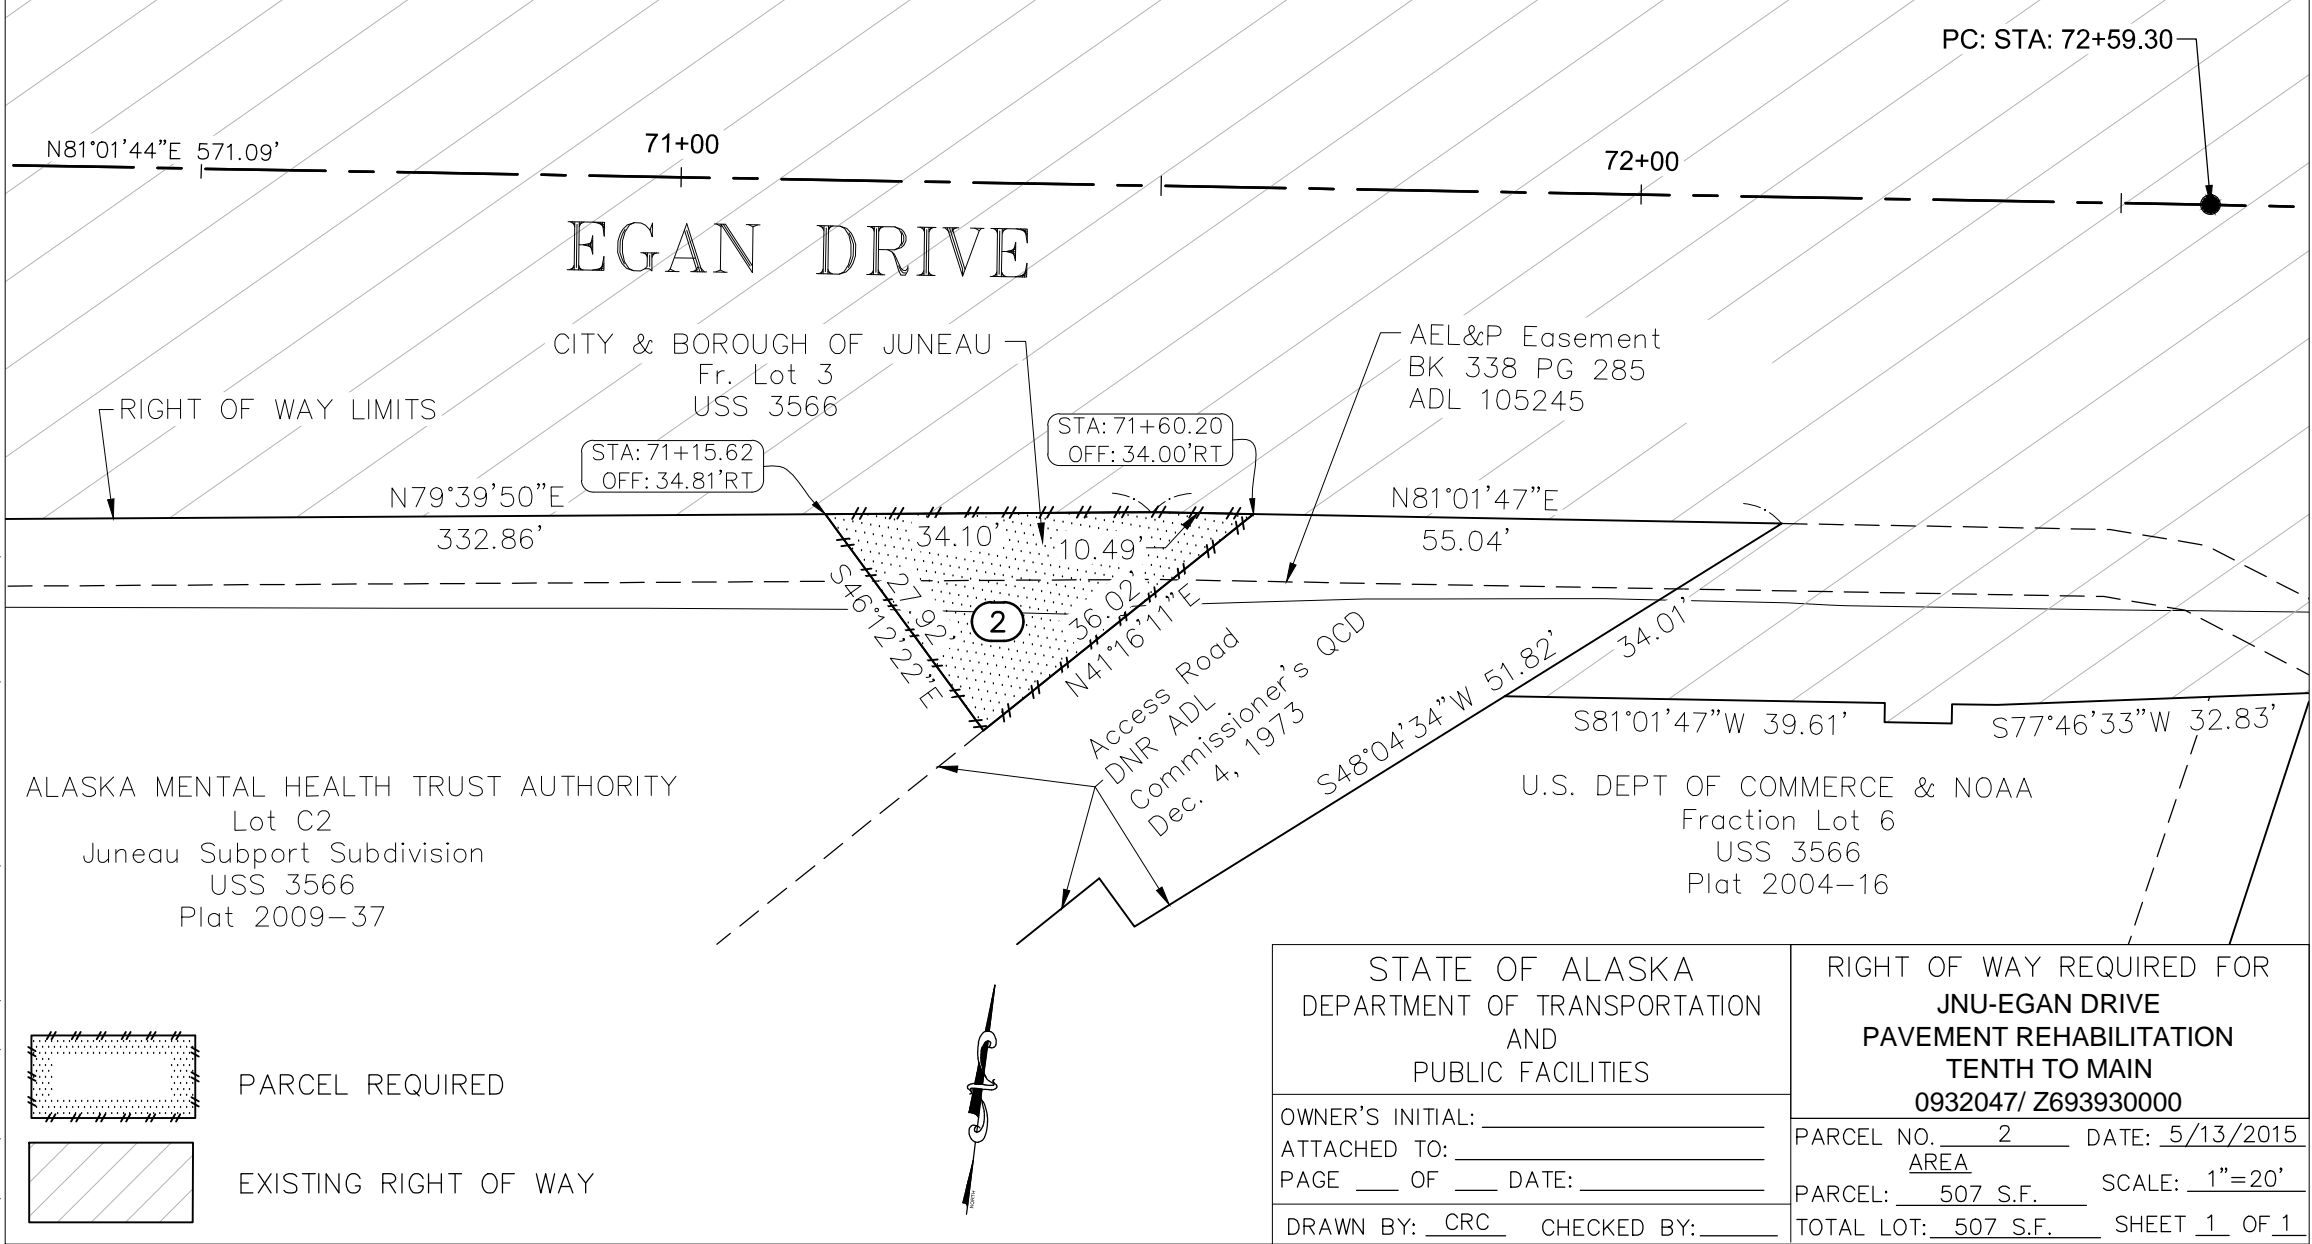 PC: STA: 72+59.30
N81°01'44"E 571.09'
71+00
72+00
EGAN DRIVE
CITY & BOROUGH OF JUNEAU
Fr. Lot 3
USS 3566
AEL&P Easement
BK 338 PG 285
ADL 105245
RIGHT OF WAY LIMITS
STA: 71+15.62
OFF: 34.81'RT
STA: 71+60.20
OFF: 34.00'RT
N79°39'50"E
332.86'
34.10'
10.49'
N81°01'47"E
55.04'
27.92'
S46°12'22"E
2
36.02'
N41°16'11"E
Access Road
DNR ADL
Commissioner's QCD
Dec. 4, 1973
S48°04'34"W 51.82'
34.01'
S81°01'47"W 39.61'
S77°46'33"W 32.83'
ALASKA MENTAL HEALTH TRUST AUTHORITY
Lot C2
Juneau Subport Subdivision
USS 3566
Plat 2009-37
U.S. DEPT OF COMMERCE & NOAA
Fraction Lot 6
USS 3566
Plat 2004-16
PARCEL REQUIRED
EXISTING RIGHT OF WAY
NORTH
STATE OF ALASKA
DEPARTMENT OF TRANSPORTATION
AND
PUBLIC FACILITIES
OWNER'S INITIAL:
ATTACHED TO:
PAGE ___ OF ___ DATE:
DRAWN BY: CRC CHECKED BY:
RIGHT OF WAY REQUIRED FOR
JNU-EGAN DRIVE
PAVEMENT REHABILITATION
TENTH TO MAIN
0932047/ Z693930000
PARCEL NO. 2 DATE: 5/13/2015
AREA
PARCEL: 507 S.F. SCALE: 1"=20'
TOTAL LOT: 507 S.F. SHEET 1 OF 1